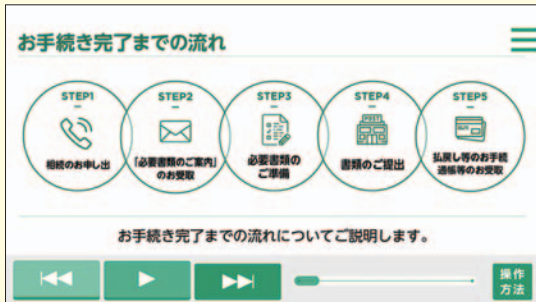 お手続き完了までの流れ
STEP1
相続のお申し出
STEP2
「必要書類のご案内」
のお受取
STEP3
必要書類の
ご準備
STEP4
POST
書類のご提出
STEP5
払戻し等のお手続
通帳等のお受取
お手続き完了までの流れについてご説明します。
操作
方法